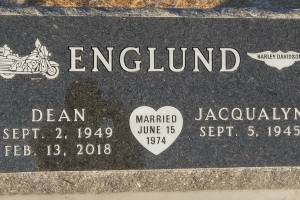 ENGLUND
HARLEY DAVIDSON
DEAN
SEPT. 2, 1949
FEB. 13, 2018
MARRIED
JUNE 15
1974
JACQUALYN
SEPT. 5, 1945